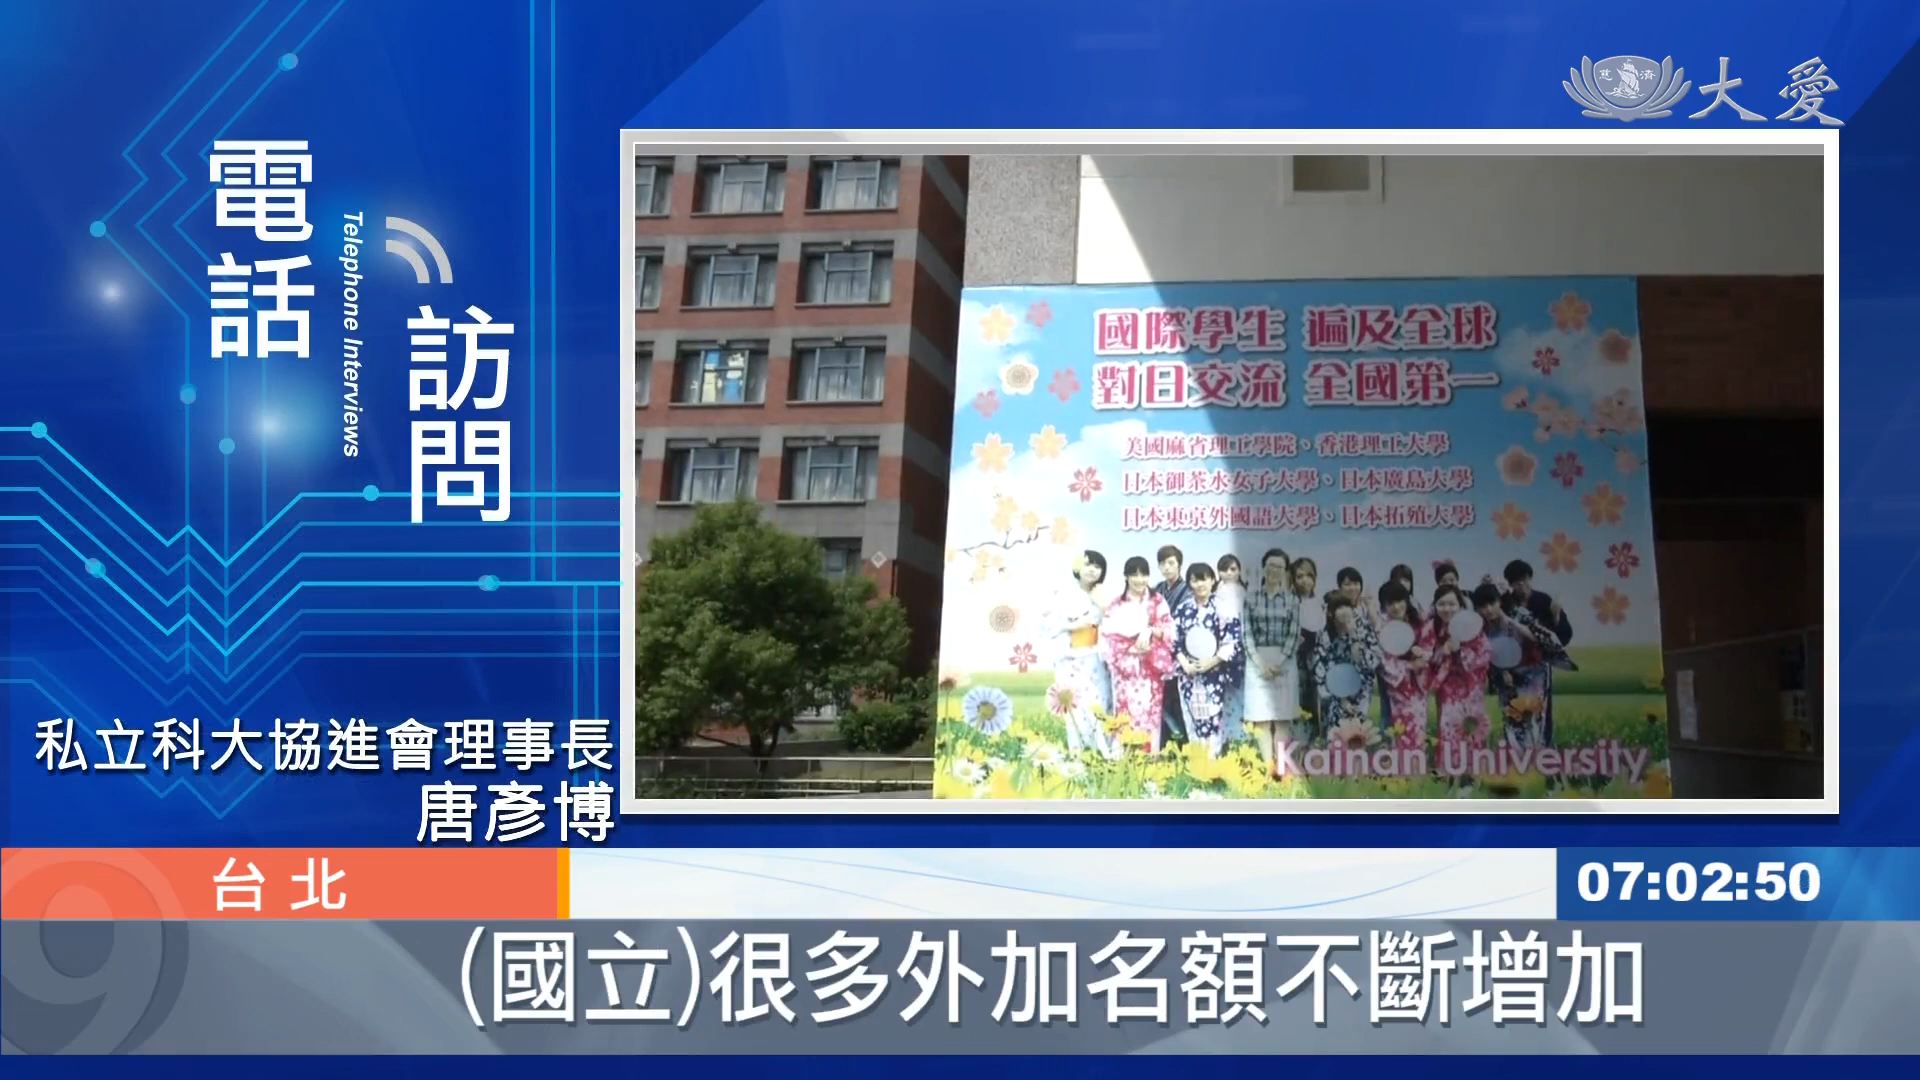 慈濟
大愛
電話
Telephone Interviews
訪問
國際學生 遍及全球
對日交流 全國第一
美國麻省理工學院、香港理工大學
日本御茶水女子大學、日本廣島大學
日本東京外國語大學、日本拓殖大學
Kainan University
私立科大協進會理事長
唐彥博
台北
07:02:50
9
(國立)很多外加名額不斷增加